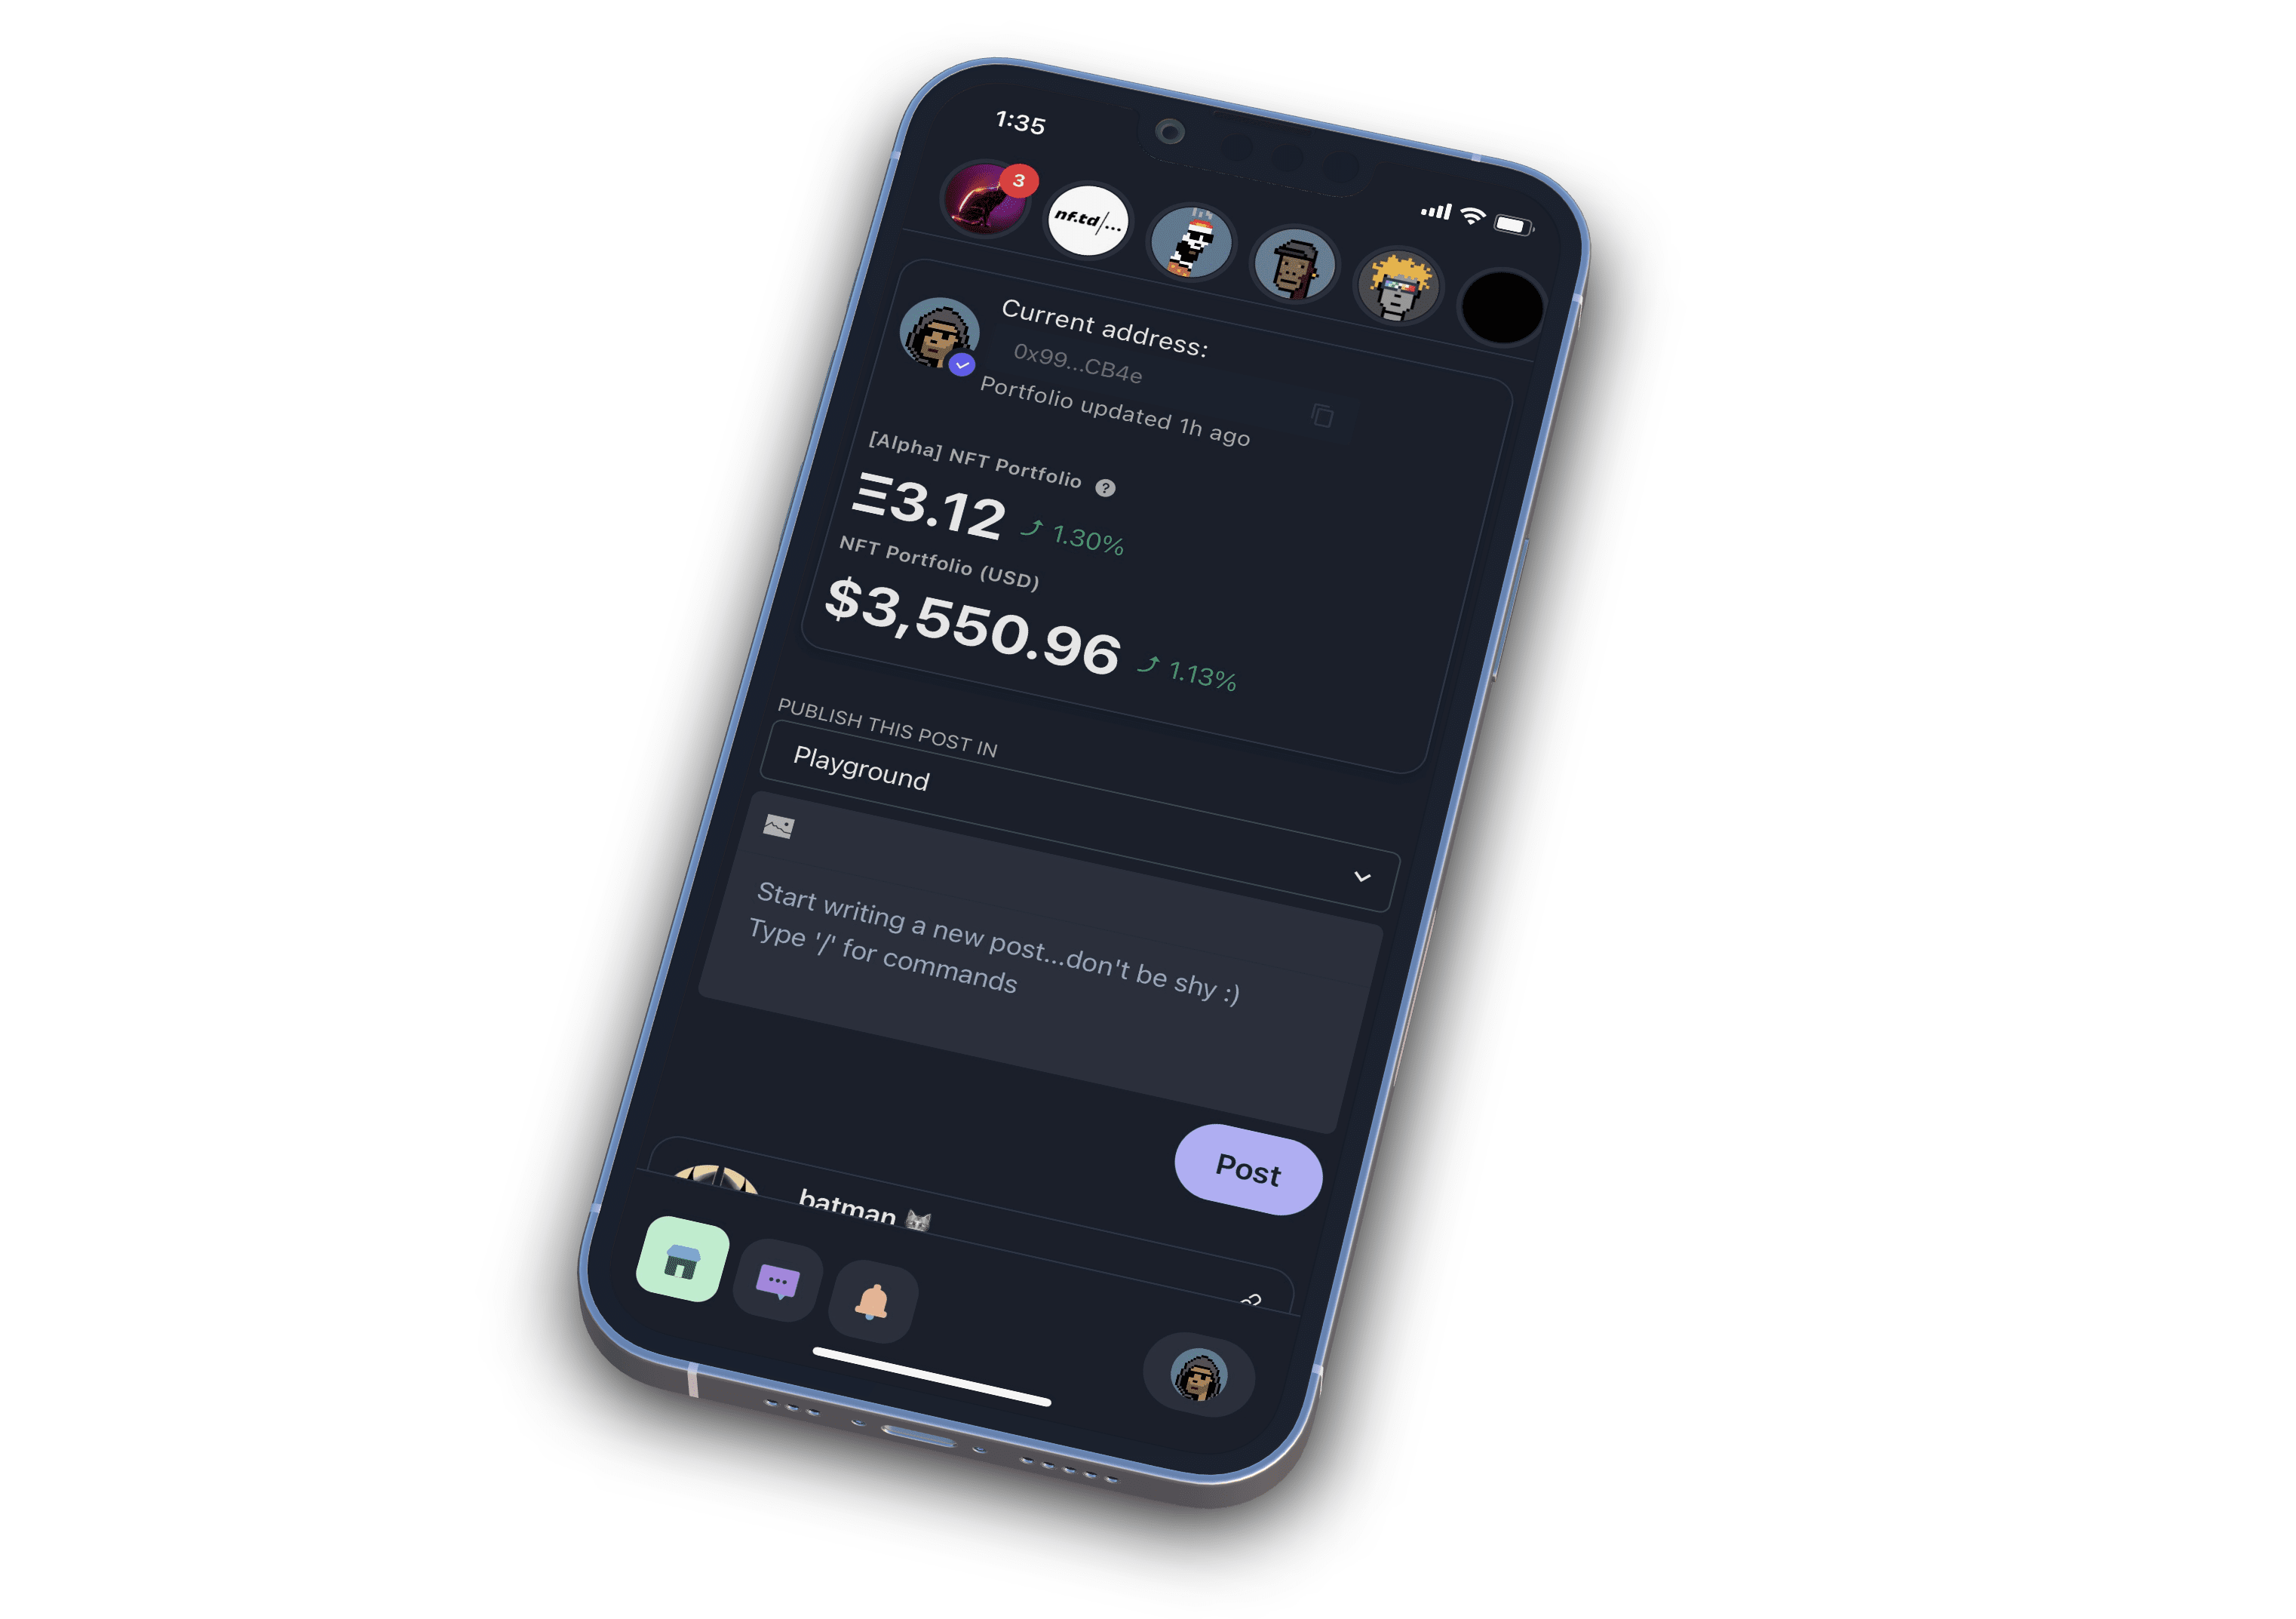 1:35
3
nf.td/...
Current address:
0x99...CB4e
Portfolio updated 1h ago
[Alpha] NFT Portfolio ?
Ξ3.12 1.30%
NFT Portfolio (USD)
$3,550.96 1.13%
PUBLISH THIS POST IN
Playground
Start writing a new post...don't be shy :)
Type '/' for commands
Post
batman 🐱